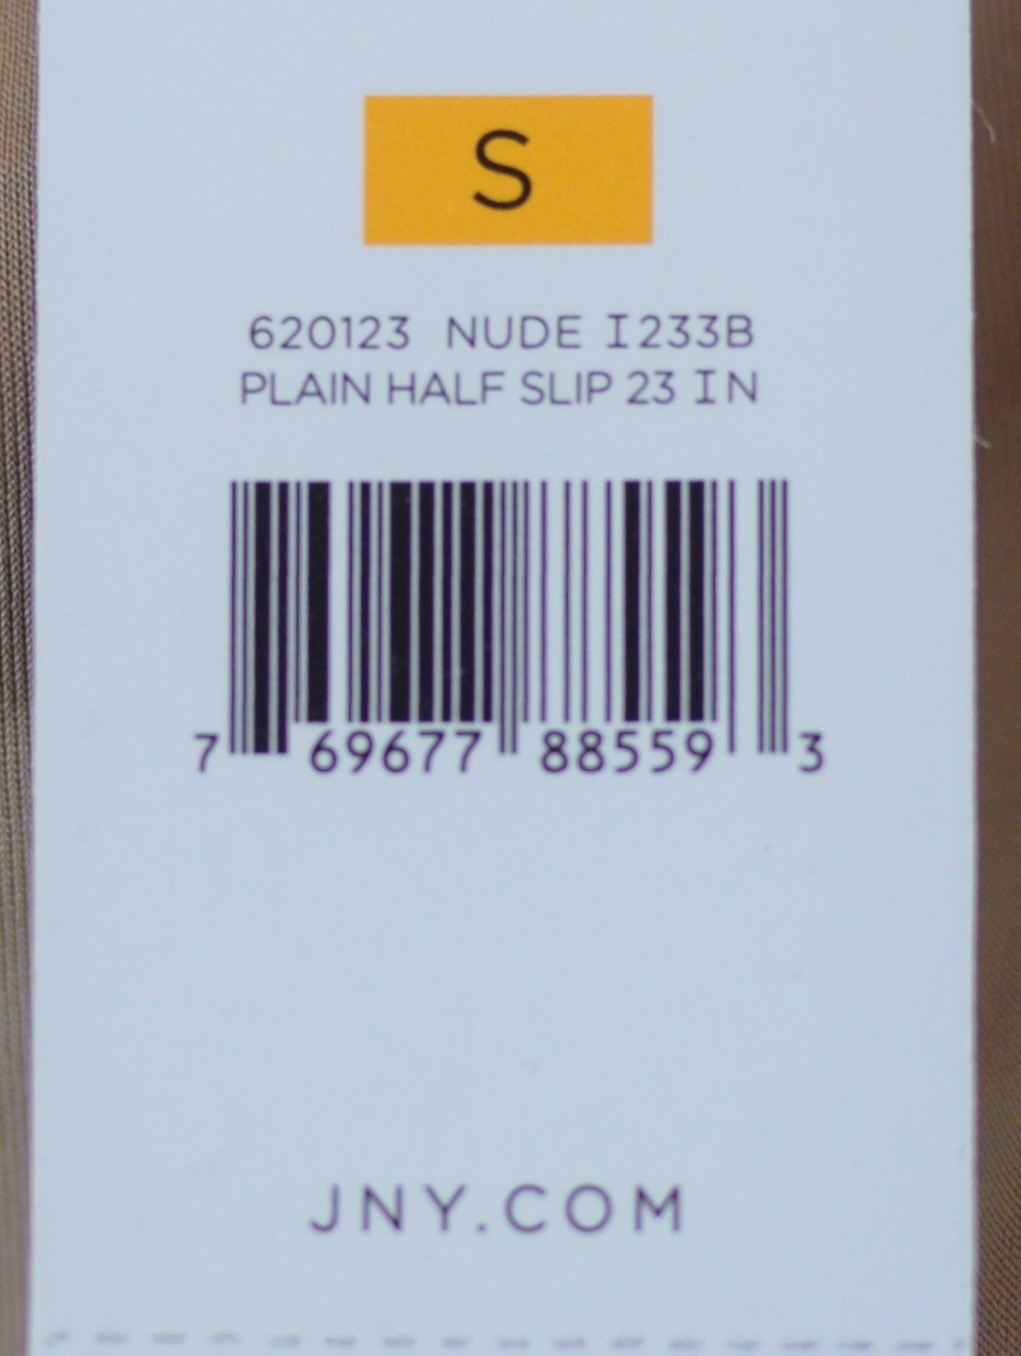 S
620123 NUDE I233B
PLAIN HALF SLIP 23 IN
7 69677 88559 3
JNY.COM